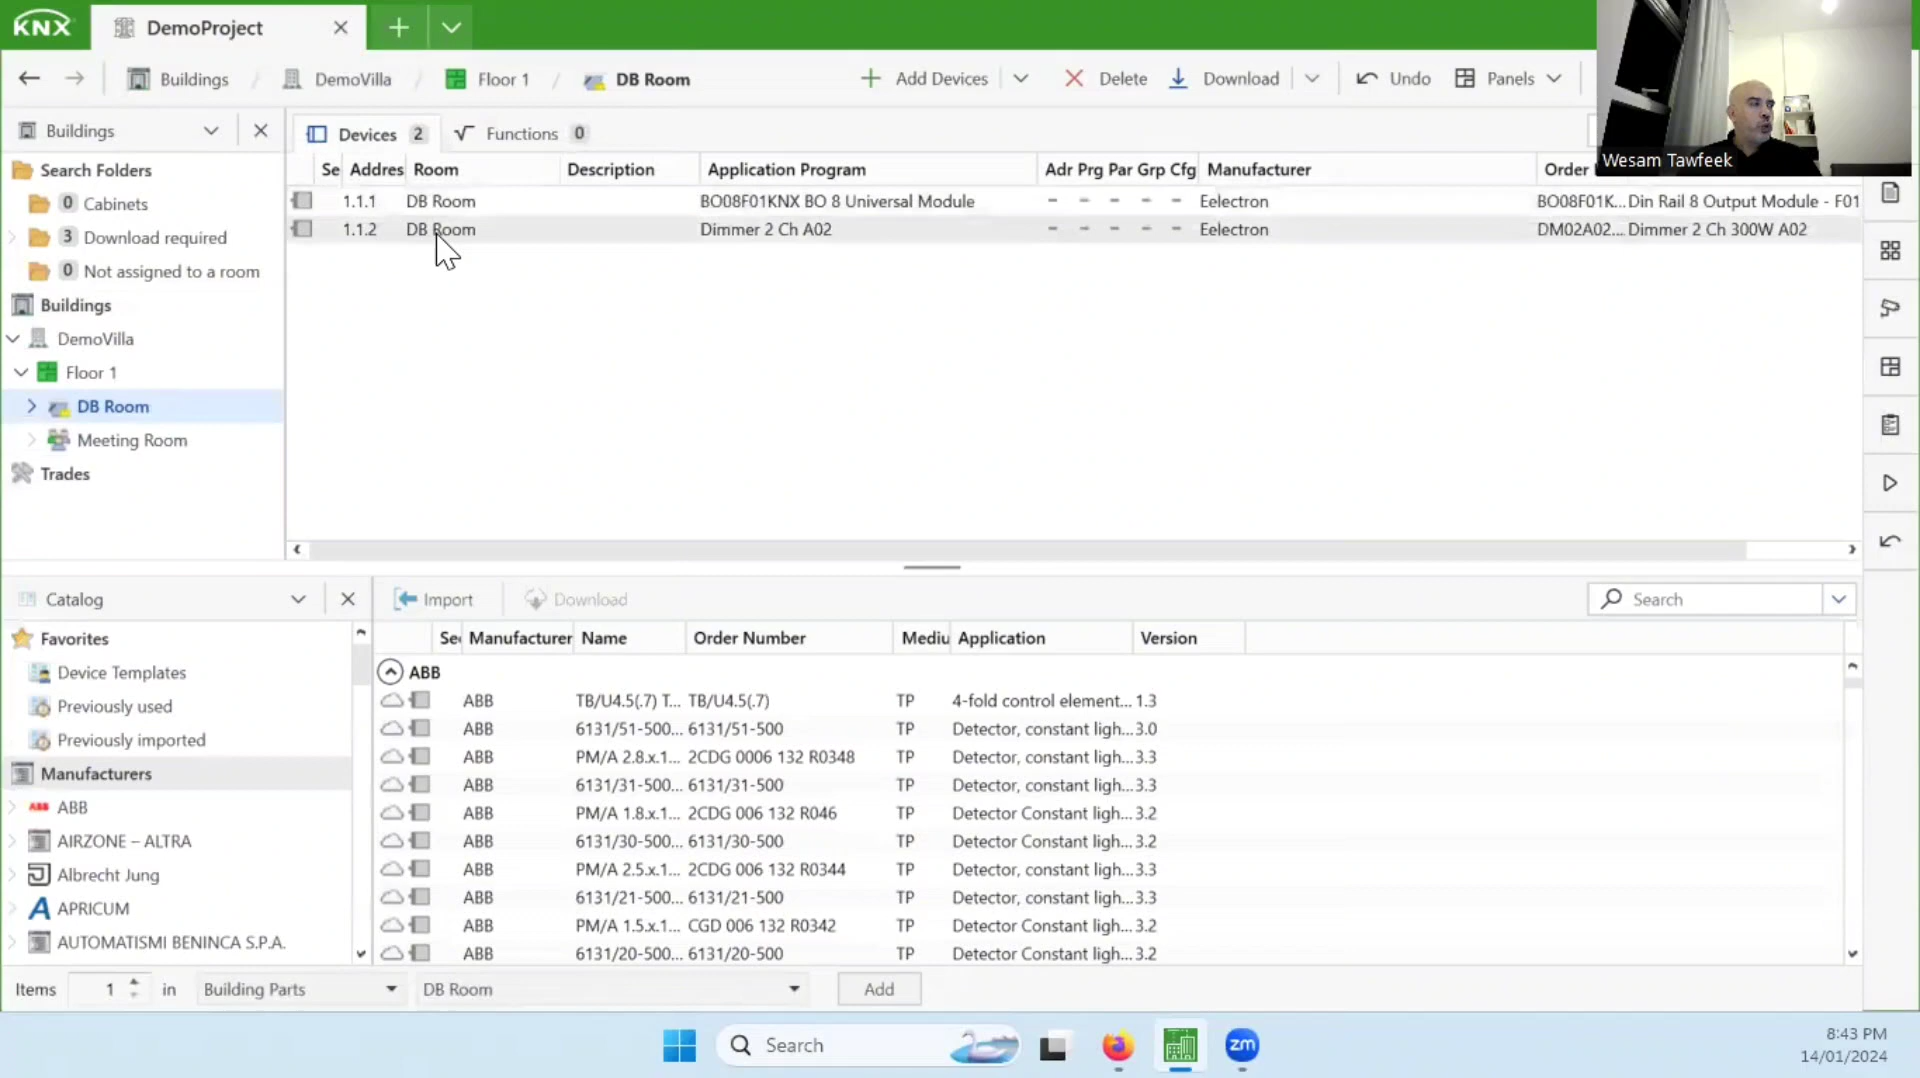 KNX DemoProject
Buildings / DemoVilla / Floor 1 / DB Room Add Devices Delete Download Undo Panels
Wesam Tawfeek
Buildings
Search Folders
0 Cabinets
3 Download required
0 Not assigned to a room
Buildings
DemoVilla
Floor 1
DB Room
Meeting Room
Trades
Devices 2 Functions 0
Se Addres Room Description Application Program Adr Prg Par Grp Cfg Manufacturer Order
1.1.1 DB Room BO08F01KNX BO 8 Universal Module - - - - - Eelectron BO08F01K... Din Rail 8 Output Module - F01
1.1.2 DB Room Dimmer 2 Ch A02 - - - - - Eelectron DM02A02... Dimmer 2 Ch 300W A02
Catalog
Favorites
Device Templates
Previously used
Previously imported
Manufacturers
ABB ABB
AIRZONE – ALTRA
Albrecht Jung
APRICUM
AUTOMATISMI BENINCA S.P.A.
Import Download Search
Manufacturer Name Order Number Mediu Application Version
ABB
ABB TB/U4.5(.7) T... TB/U4.5(.7) TP 4-fold control element... 1.3
ABB 6131/51-500... 6131/51-500 TP Detector, constant ligh... 3.0
ABB PM/A 2.8.x.1... 2CDG 0006 132 R0348 TP Detector, constant ligh... 3.3
ABB 6131/31-500... 6131/31-500 TP Detector, constant ligh... 3.3
ABB PM/A 1.8.x.1... 2CDG 006 132 R046 TP Detector Constant ligh... 3.2
ABB 6131/30-500... 6131/30-500 TP Detector Constant ligh... 3.2
ABB PM/A 2.5.x.1... 2CDG 006 132 R0344 TP Detector, constant ligh... 3.3
ABB 6131/21-500... 6131/21-500 TP Detector, constant ligh... 3.3
ABB PM/A 1.5.x.1... CGD 006 132 R0342 TP Detector Constant ligh... 3.2
ABB 6131/20-500... 6131/20-500 TP Detector Constant ligh... 3.2
Items 1 in Building Parts DB Room Add
Search zm
8:43 PM
14/01/2024